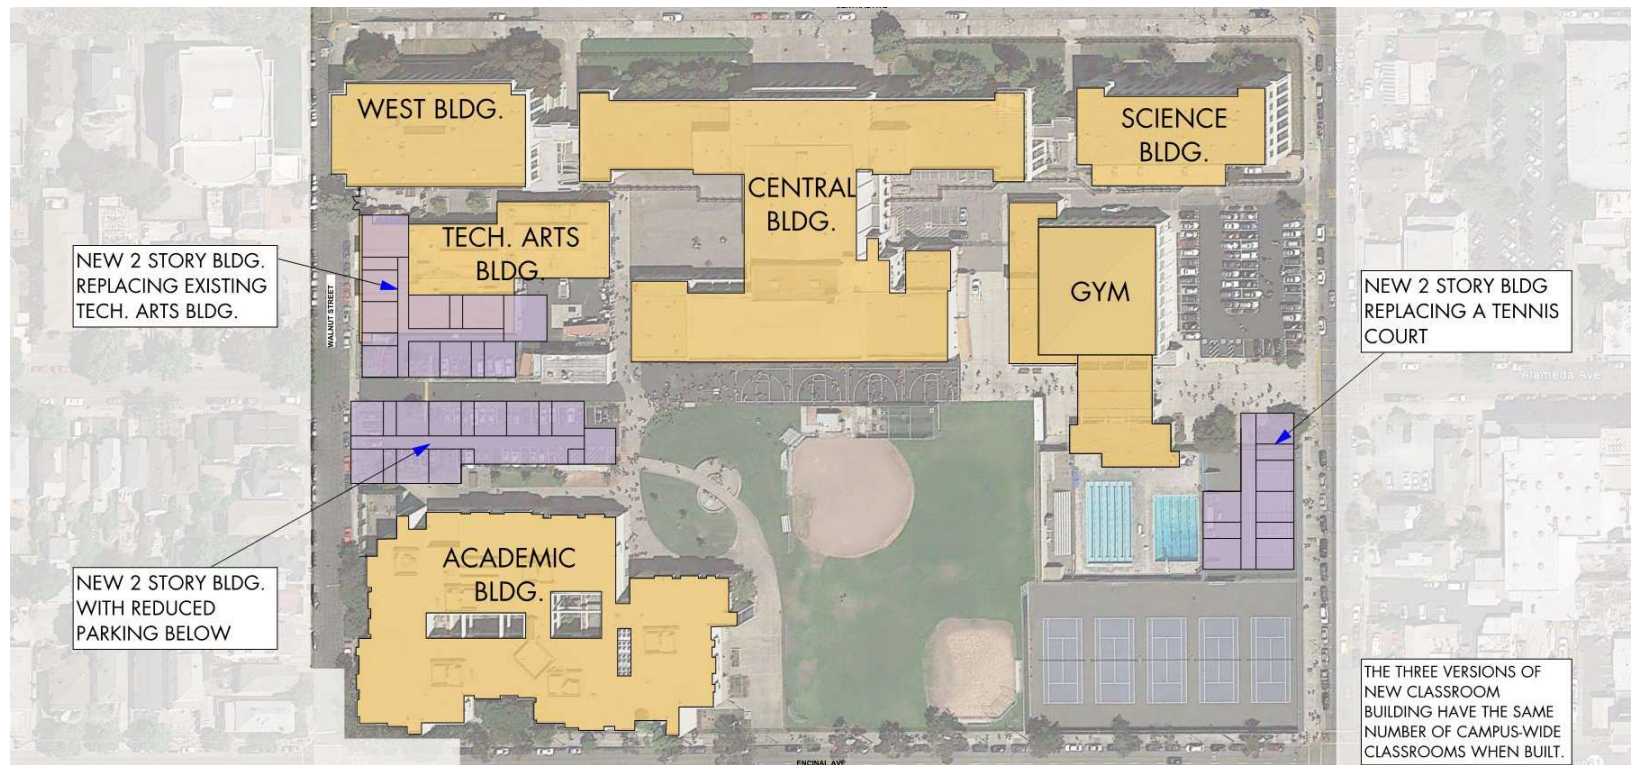 CENTRAL AVE
WEST BLDG.
SCIENCE
BLDG.
CENTRAL
BLDG.
TECH. ARTS
BLDG.
NEW 2 STORY BLDG.
REPLACING EXISTING
TECH. ARTS BLDG.
WALNUT STREET
GYM
NEW 2 STORY BLDG
REPLACING A TENNIS
COURT
Alameda Ave
ACADEMIC
BLDG.
NEW 2 STORY BLDG.
WITH REDUCED
PARKING BELOW
THE THREE VERSIONS OF
NEW CLASSROOM
BUILDING HAVE THE SAME
NUMBER OF CAMPUS-WIDE
CLASSROOMS WHEN BUILT.
ENCINAL AVE